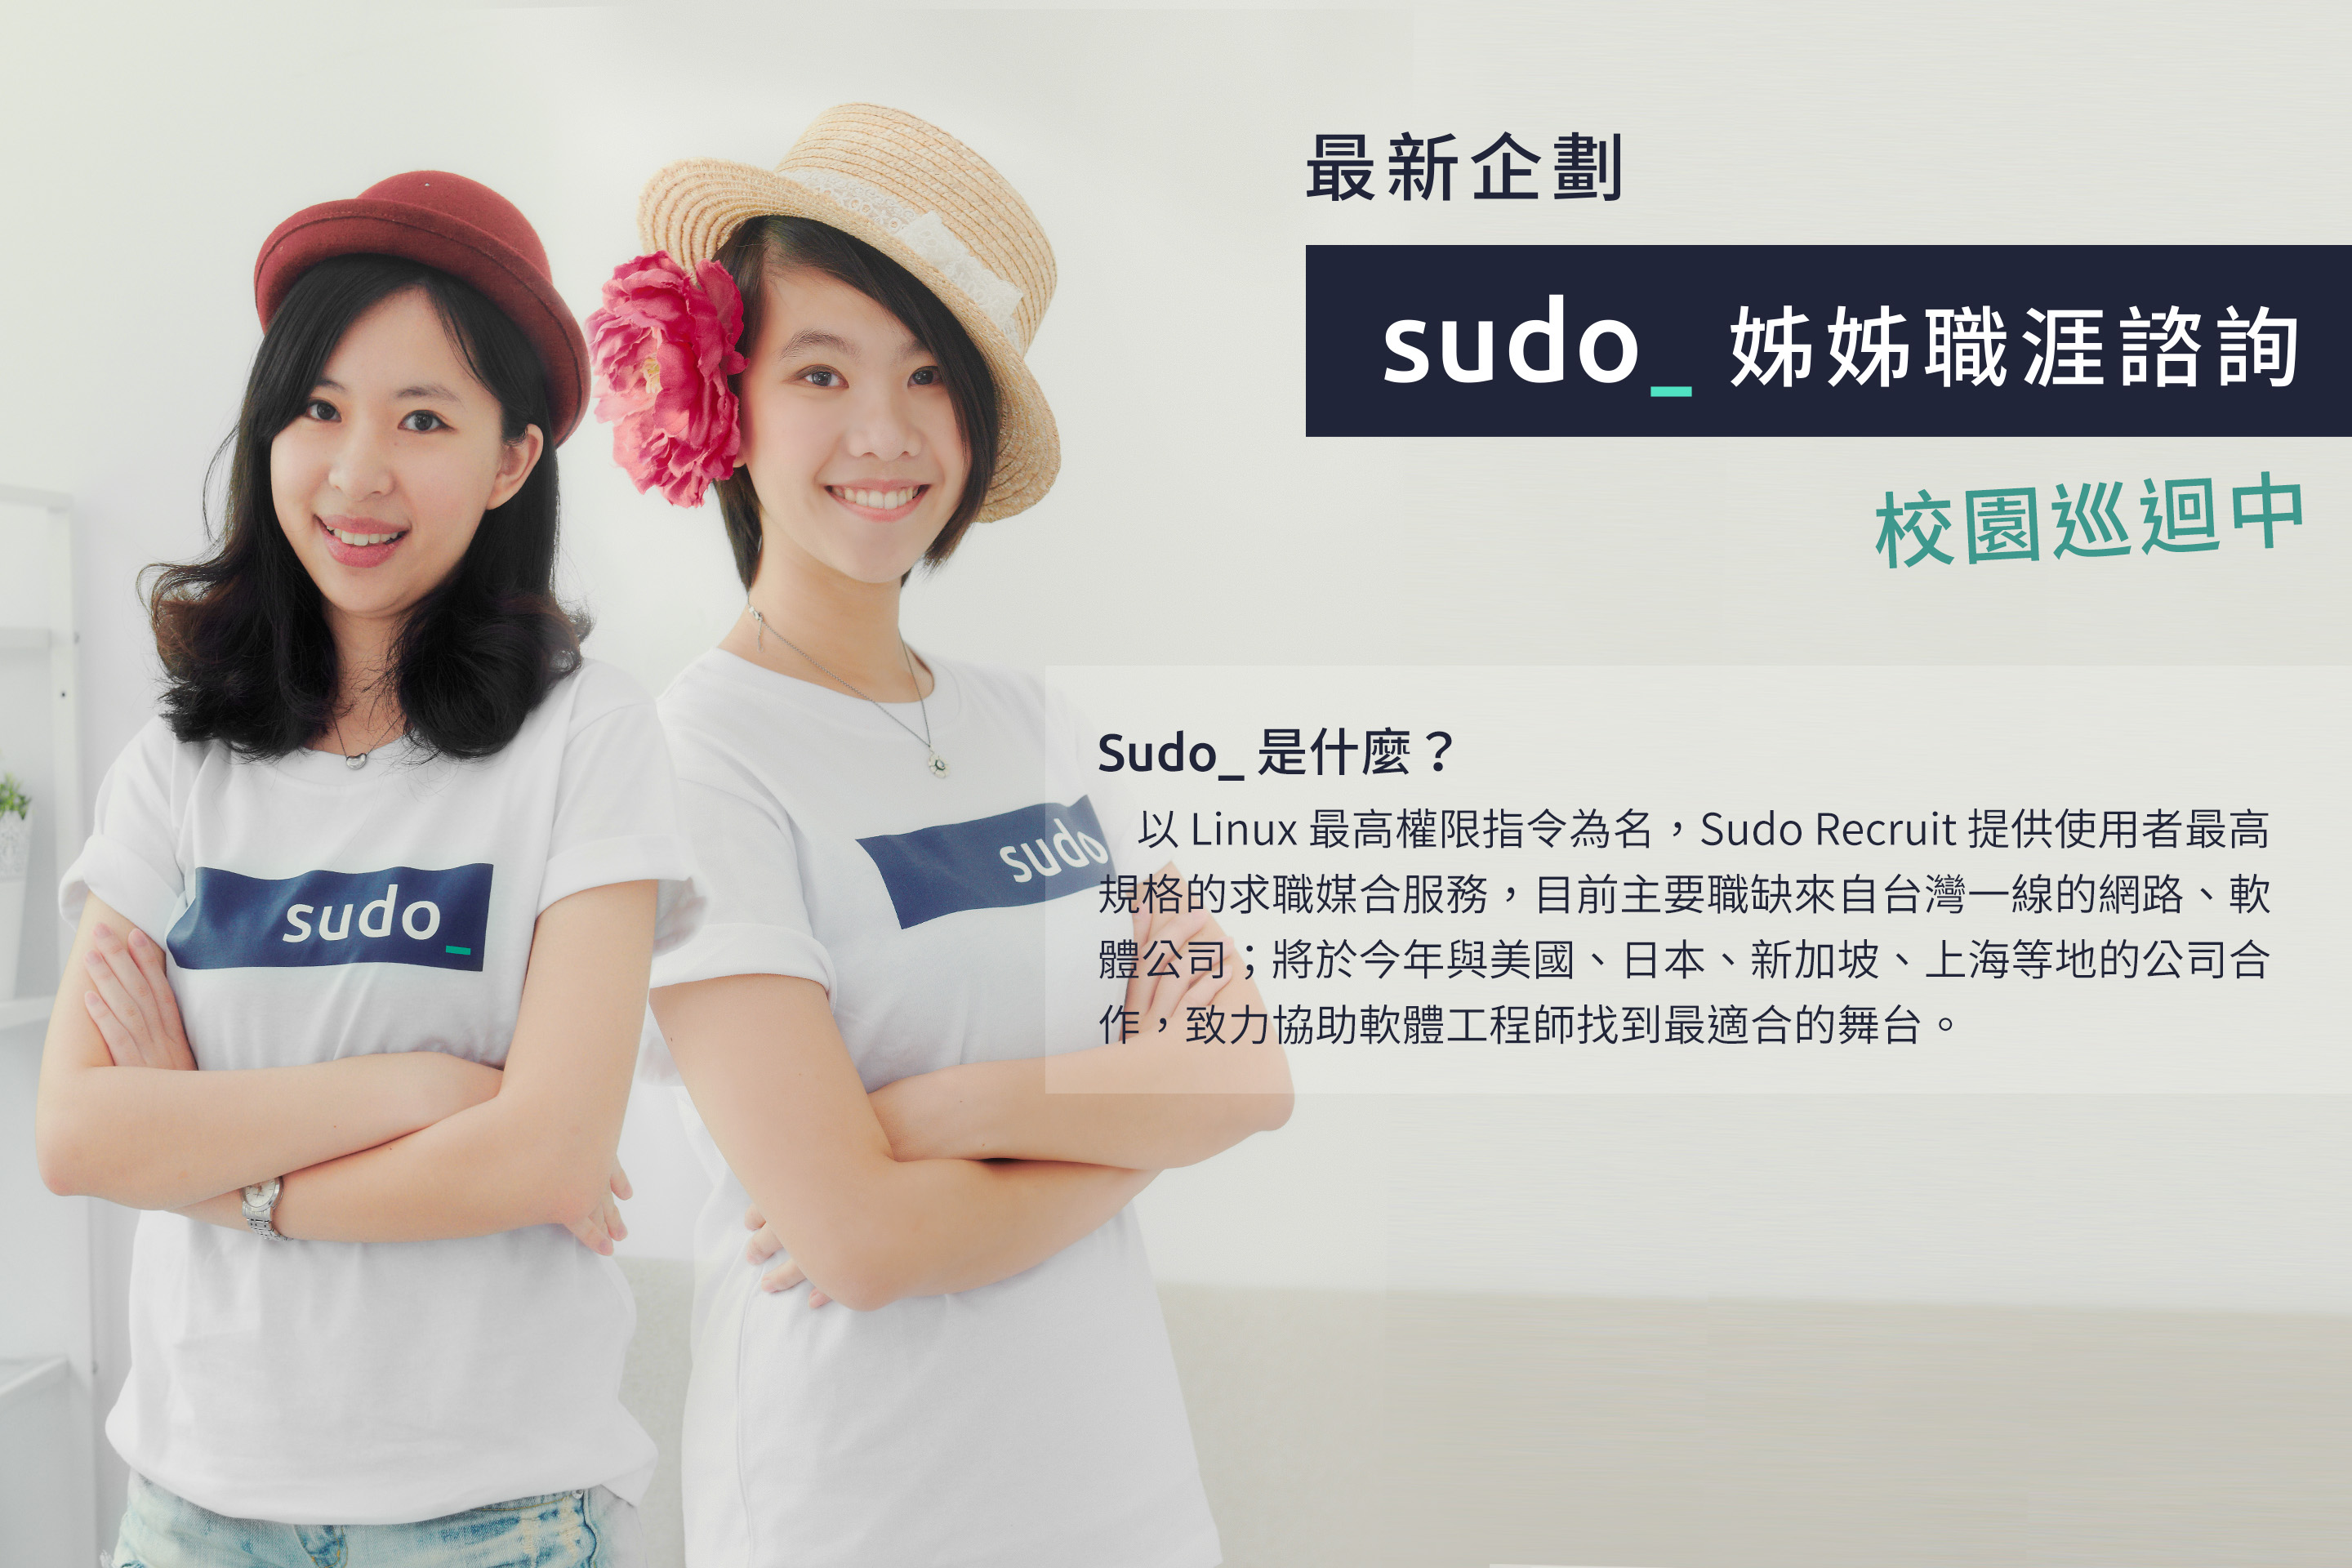 最新企劃
sudo_ 姊姊職涯諮詢
校園巡迴中
Sudo_ 是什麼？
以 Linux 最高權限指令為名，Sudo Recruit 提供使用者最高
規格的求職媒合服務，目前主要職缺來自台灣一線的網路、軟
體公司；將於今年與美國、日本、新加坡、上海等地的公司合
作，致力協助軟體工程師找到最適合的舞台。
sudo_
sudo